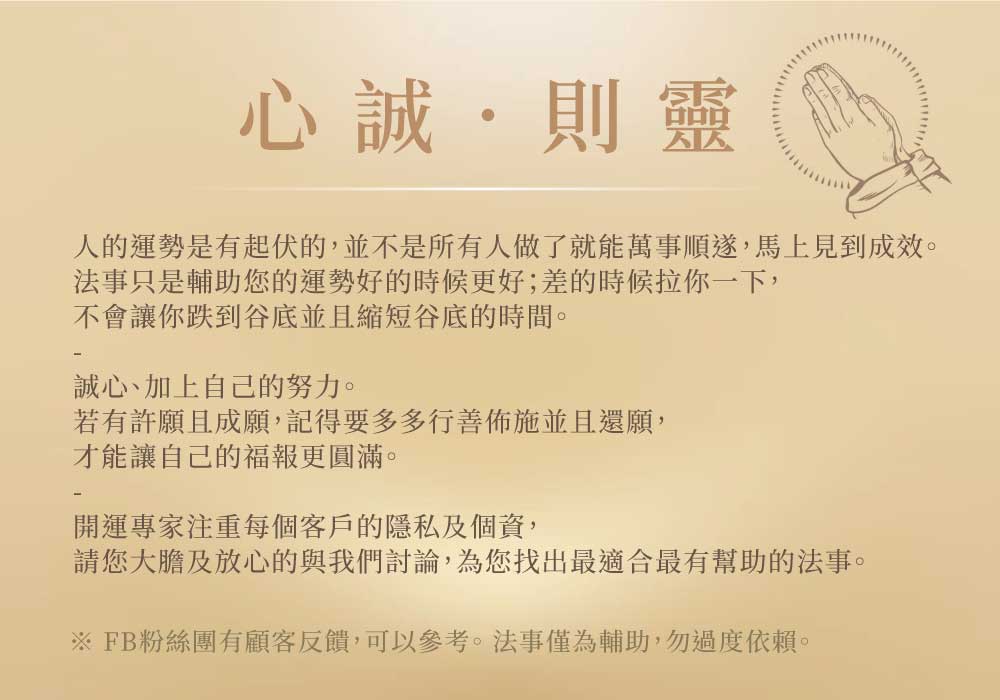 心誠・則靈
人的運勢是有起伏的，並不是所有人做了就能萬事順遂，馬上見到成效。
法事只是輔助您的運勢好的時候更好；差的時候拉你一下，
不會讓你跌到谷底並且縮短谷底的時間。
-
誠心、加上自己的努力。
若有許願且成願，記得要多多行善佈施並且還願，
才能讓自己的福報更圓滿。
-
開運專家注重每個客戶的隱私及個資，
請您大膽及放心的與我們討論，為您找出最適合最有幫助的法事。
※ FB粉絲團有顧客反饋，可以參考。法事僅為輔助，勿過度依賴。